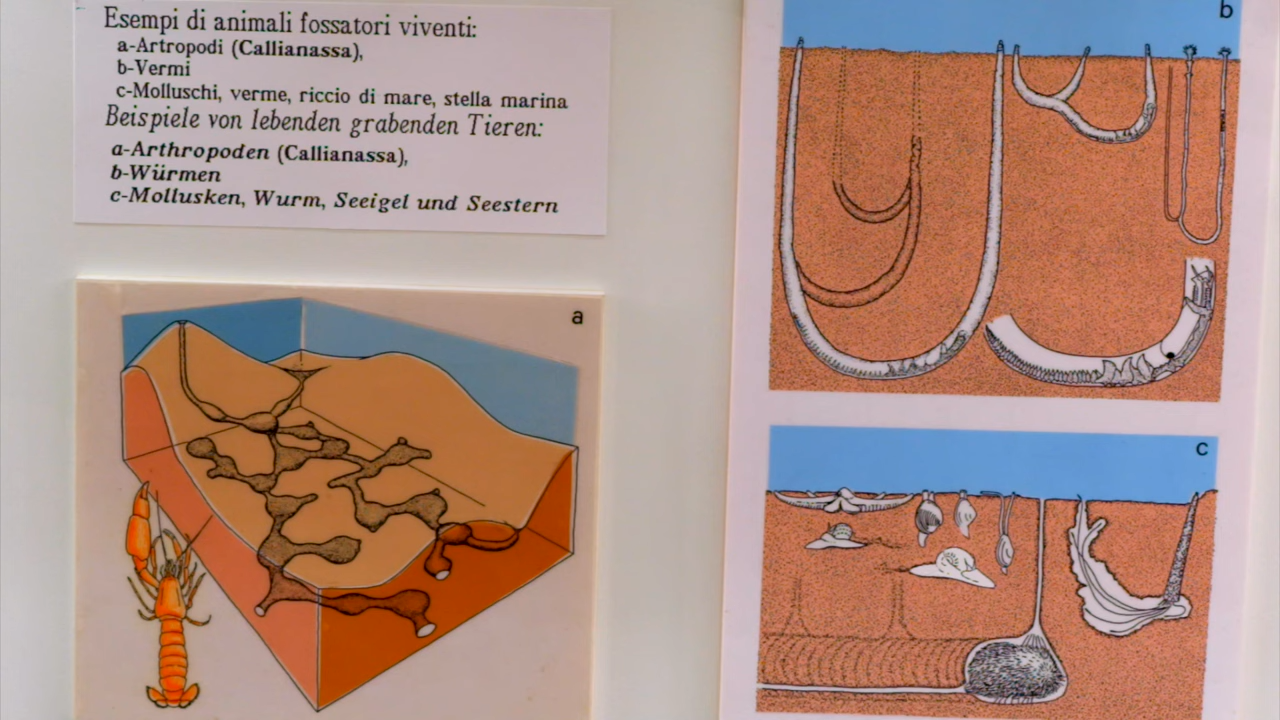 Esempi di animali fossatori viventi:
a-Artropodi (Callianassa),
b-Vermi
c-Molluschi, verme, riccio di mare, stella marina
Beispiele von lebenden grabenden Tieren:
a-Arthropoden (Callianassa),
b-Würmen
c-Mollusken, Wurm, Seeigel und Seestern
a
b
c